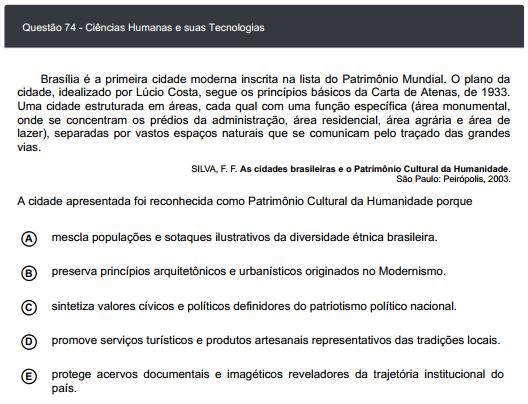 Questão 74 - Ciências Humanas e suas Tecnologias
Brasília é a primeira cidade moderna inscrita na lista do Patrimônio Mundial. O plano da
cidade, idealizado por Lúcio Costa, segue os princípios básicos da Carta de Atenas, de 1933.
Uma cidade estruturada em áreas, cada qual com uma função específica (área monumental,
onde se concentram os prédios da administração, área residencial, área agrária e área de
lazer), separadas por vastos espaços naturais que se comunicam pelo traçado das grandes
vias.
SILVA, F. F. As cidades brasileiras e o Patrimônio Cultural da Humanidade.
São Paulo: Peirópolis, 2003.
A cidade apresentada foi reconhecida como Patrimônio Cultural da Humanidade porque
A mescla populações e sotaques ilustrativos da diversidade étnica brasileira.
B preserva princípios arquitetônicos e urbanísticos originados no Modernismo.
C sintetiza valores cívicos e políticos definidores do patriotismo político nacional.
D promove serviços turísticos e produtos artesanais representativos das tradições locais.
E protege acervos documentais e imagéticos reveladores da trajetória institucional do
país.